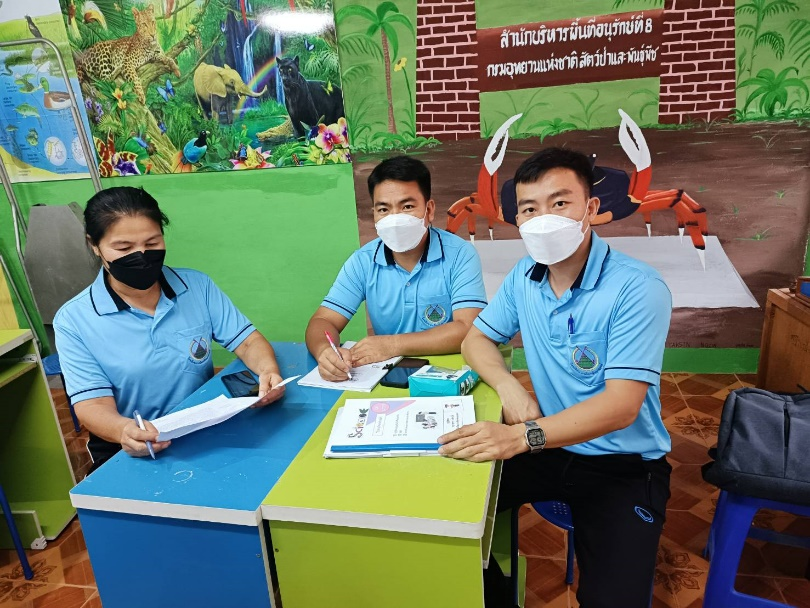 สำนักบริหารพื้นที่อนุรักษ์ที่ 8
กรมอุทยานแห่งชาติ สัตว์ป่าและพันธุ์พืช
Science